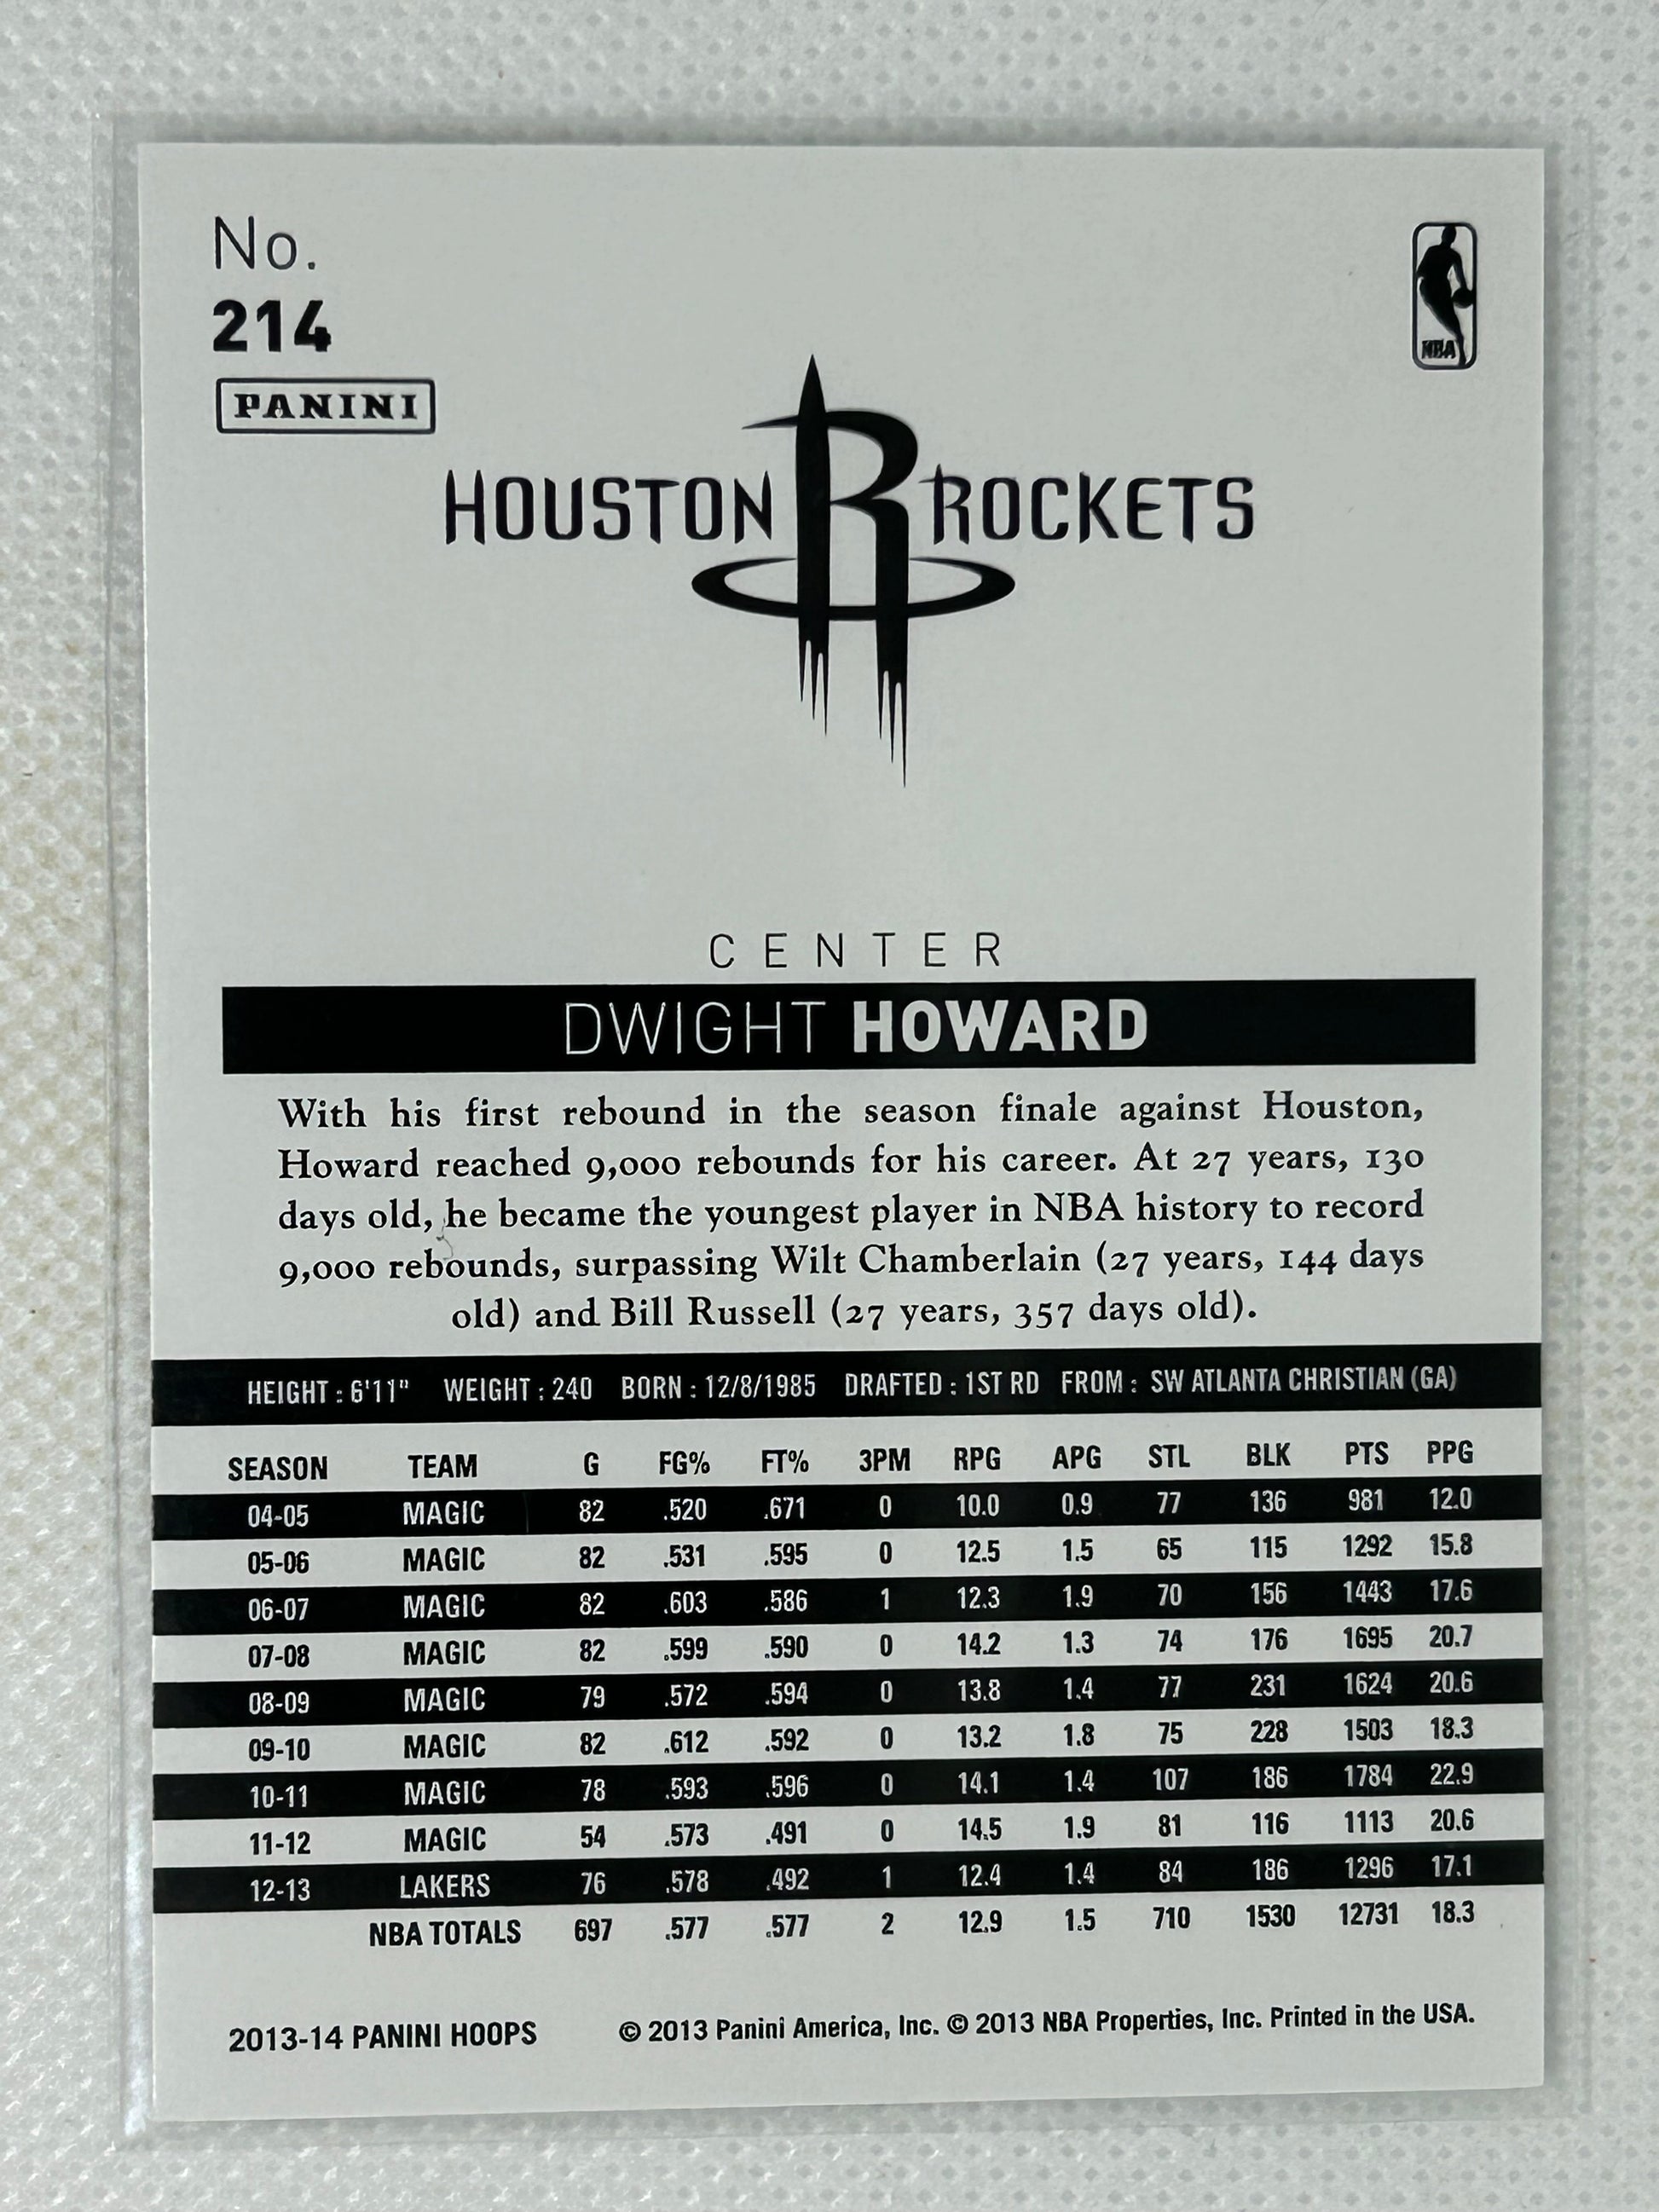 No.
214
PANINI
NBA
HOUSTON R ROCKETS
CENTER
DWIGHT HOWARD
With his first rebound in the season finale against Houston,
Howard reached 9,000 rebounds for his career. At 27 years, 130
days old, he became the youngest player in NBA history to record
9,000 rebounds, surpassing Wilt Chamberlain (27 years, 144 days
old) and Bill Russell (27 years, 357 days old).
HEIGHT : 6'11" WEIGHT : 240 BORN : 12/8/1985 DRAFTED : 1ST RD FROM : SW ATLANTA CHRISTIAN (GA)
SEASON TEAM G FG% FT% 3PM RPG APG STL BLK PTS PPG
04-05 MAGIC 82 .520 .671 0 10.0 0.9 77 136 981 12.0
05-06 MAGIC 82 .531 .595 0 12.5 1.5 65 115 1292 15.8
06-07 MAGIC 82 .603 .586 1 12.3 1.9 70 156 1443 17.6
07-08 MAGIC 82 .599 .590 0 14.2 1.3 74 176 1695 20.7
08-09 MAGIC 79 .572 .594 0 13.8 1.4 77 231 1624 20.6
09-10 MAGIC 82 .612 .592 0 13.2 1.8 75 228 1503 18.3
10-11 MAGIC 78 .593 .596 0 14.1 1.4 107 186 1784 22.9
11-12 MAGIC 54 .573 .491 0 14.5 1.9 81 116 1113 20.6
12-13 LAKERS 76 .578 .492 1 12.4 1.4 84 186 1296 17.1
NBA TOTALS 697 .577 .577 2 12.9 1.5 710 1530 12731 18.3
2013-14 PANINI HOOPS © 2013 Panini America, Inc. © 2013 NBA Properties, Inc. Printed in the USA.